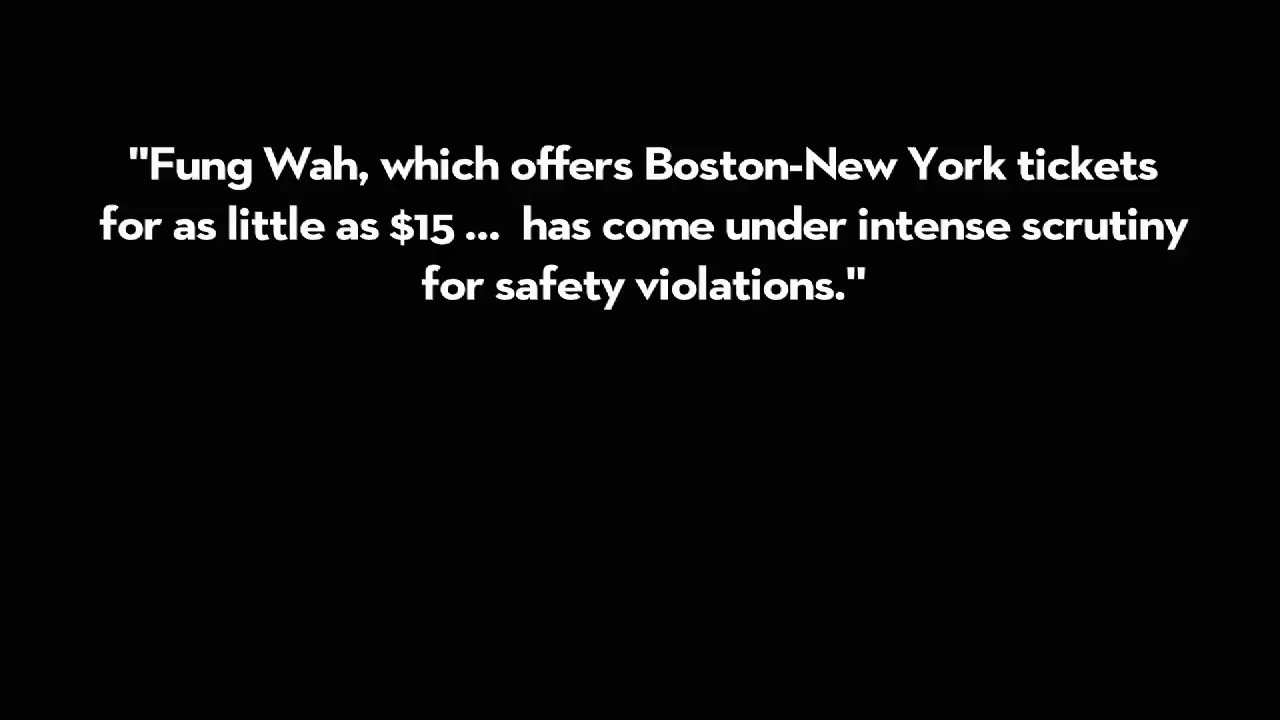 "Fung Wah, which offers Boston-New York tickets
for as little as $15 ...  has come under intense scrutiny
for safety violations."